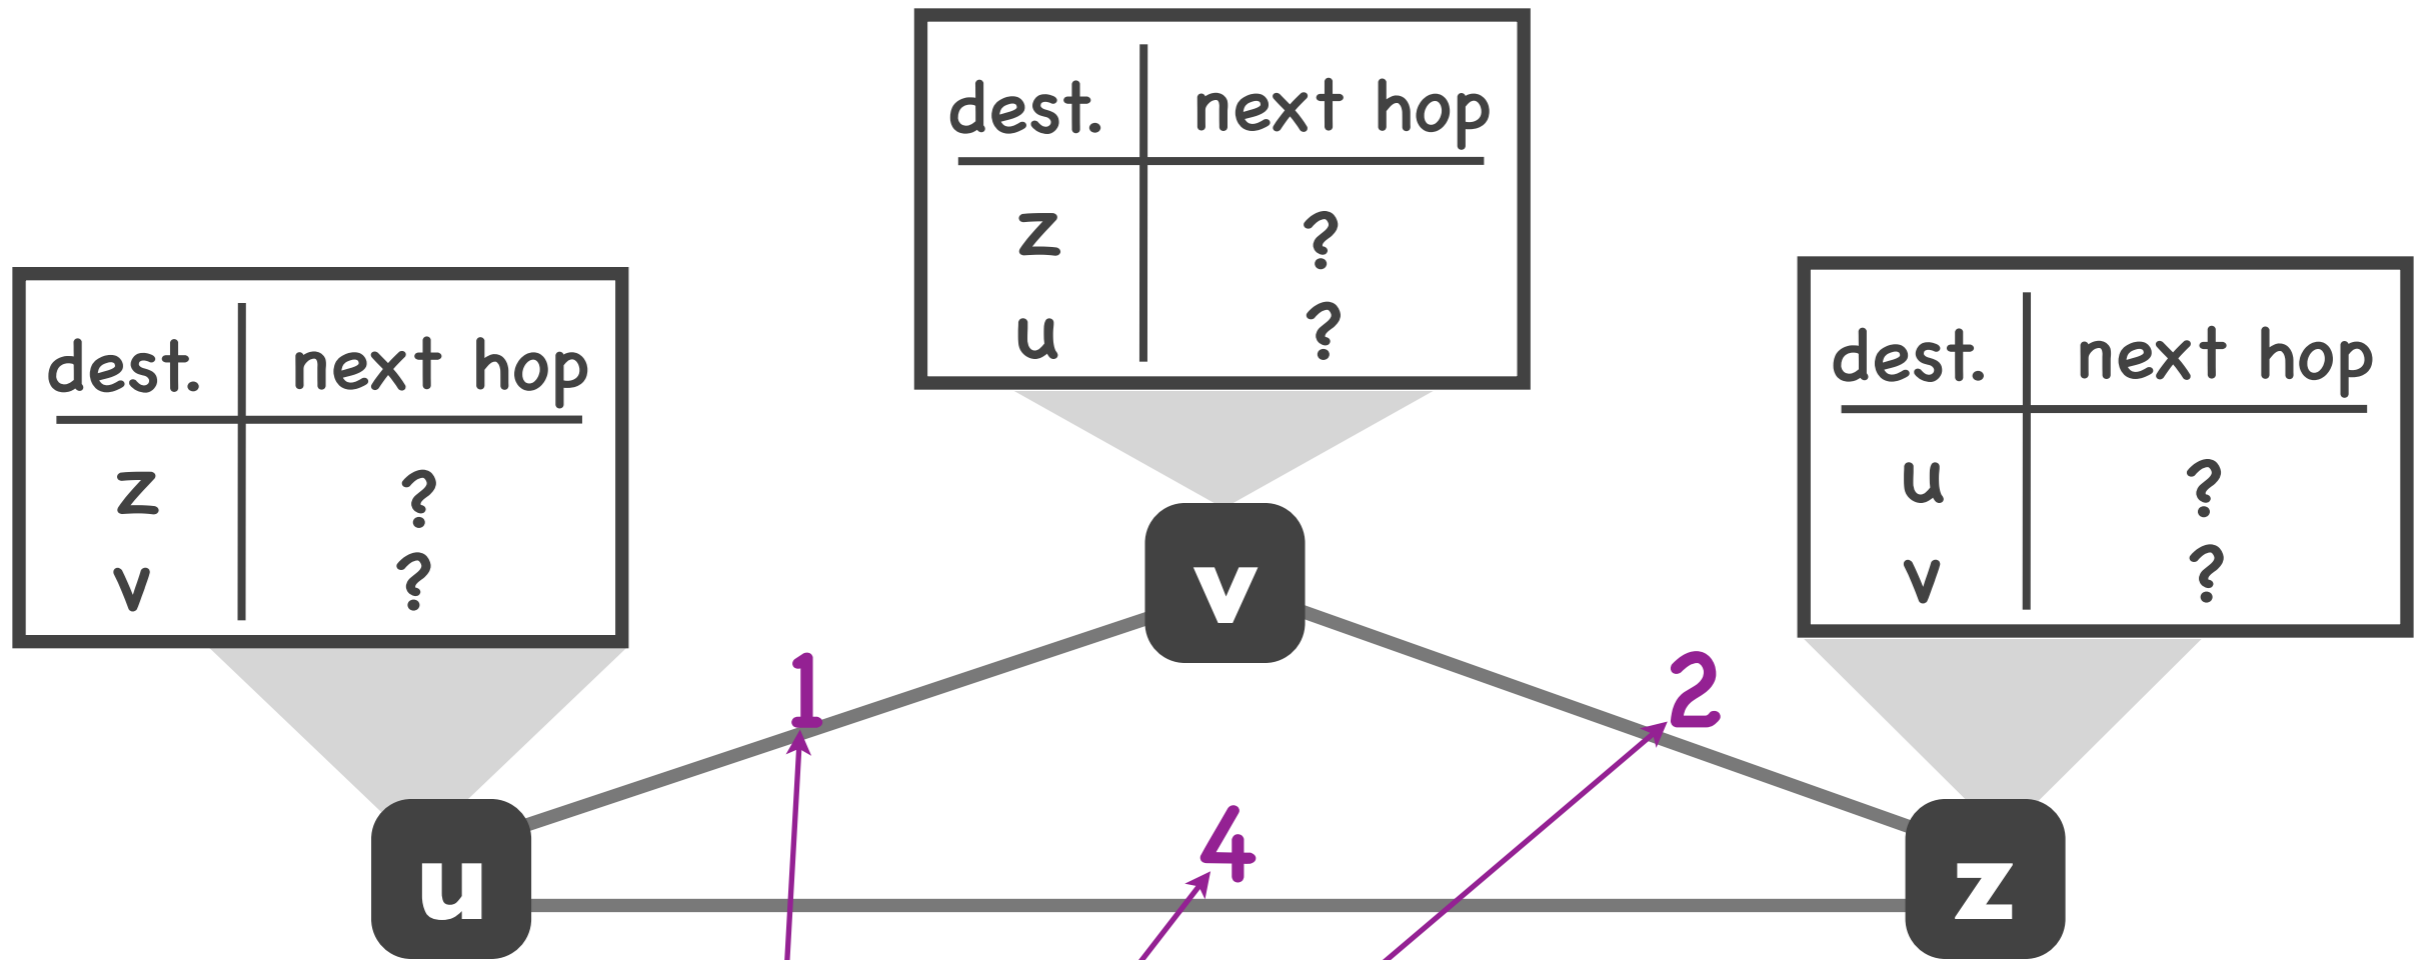 dest. next hop
z ?
u ?
dest. next hop
z ?
v ?
dest. next hop
u ?
v ?
v
1
2
4
u
z